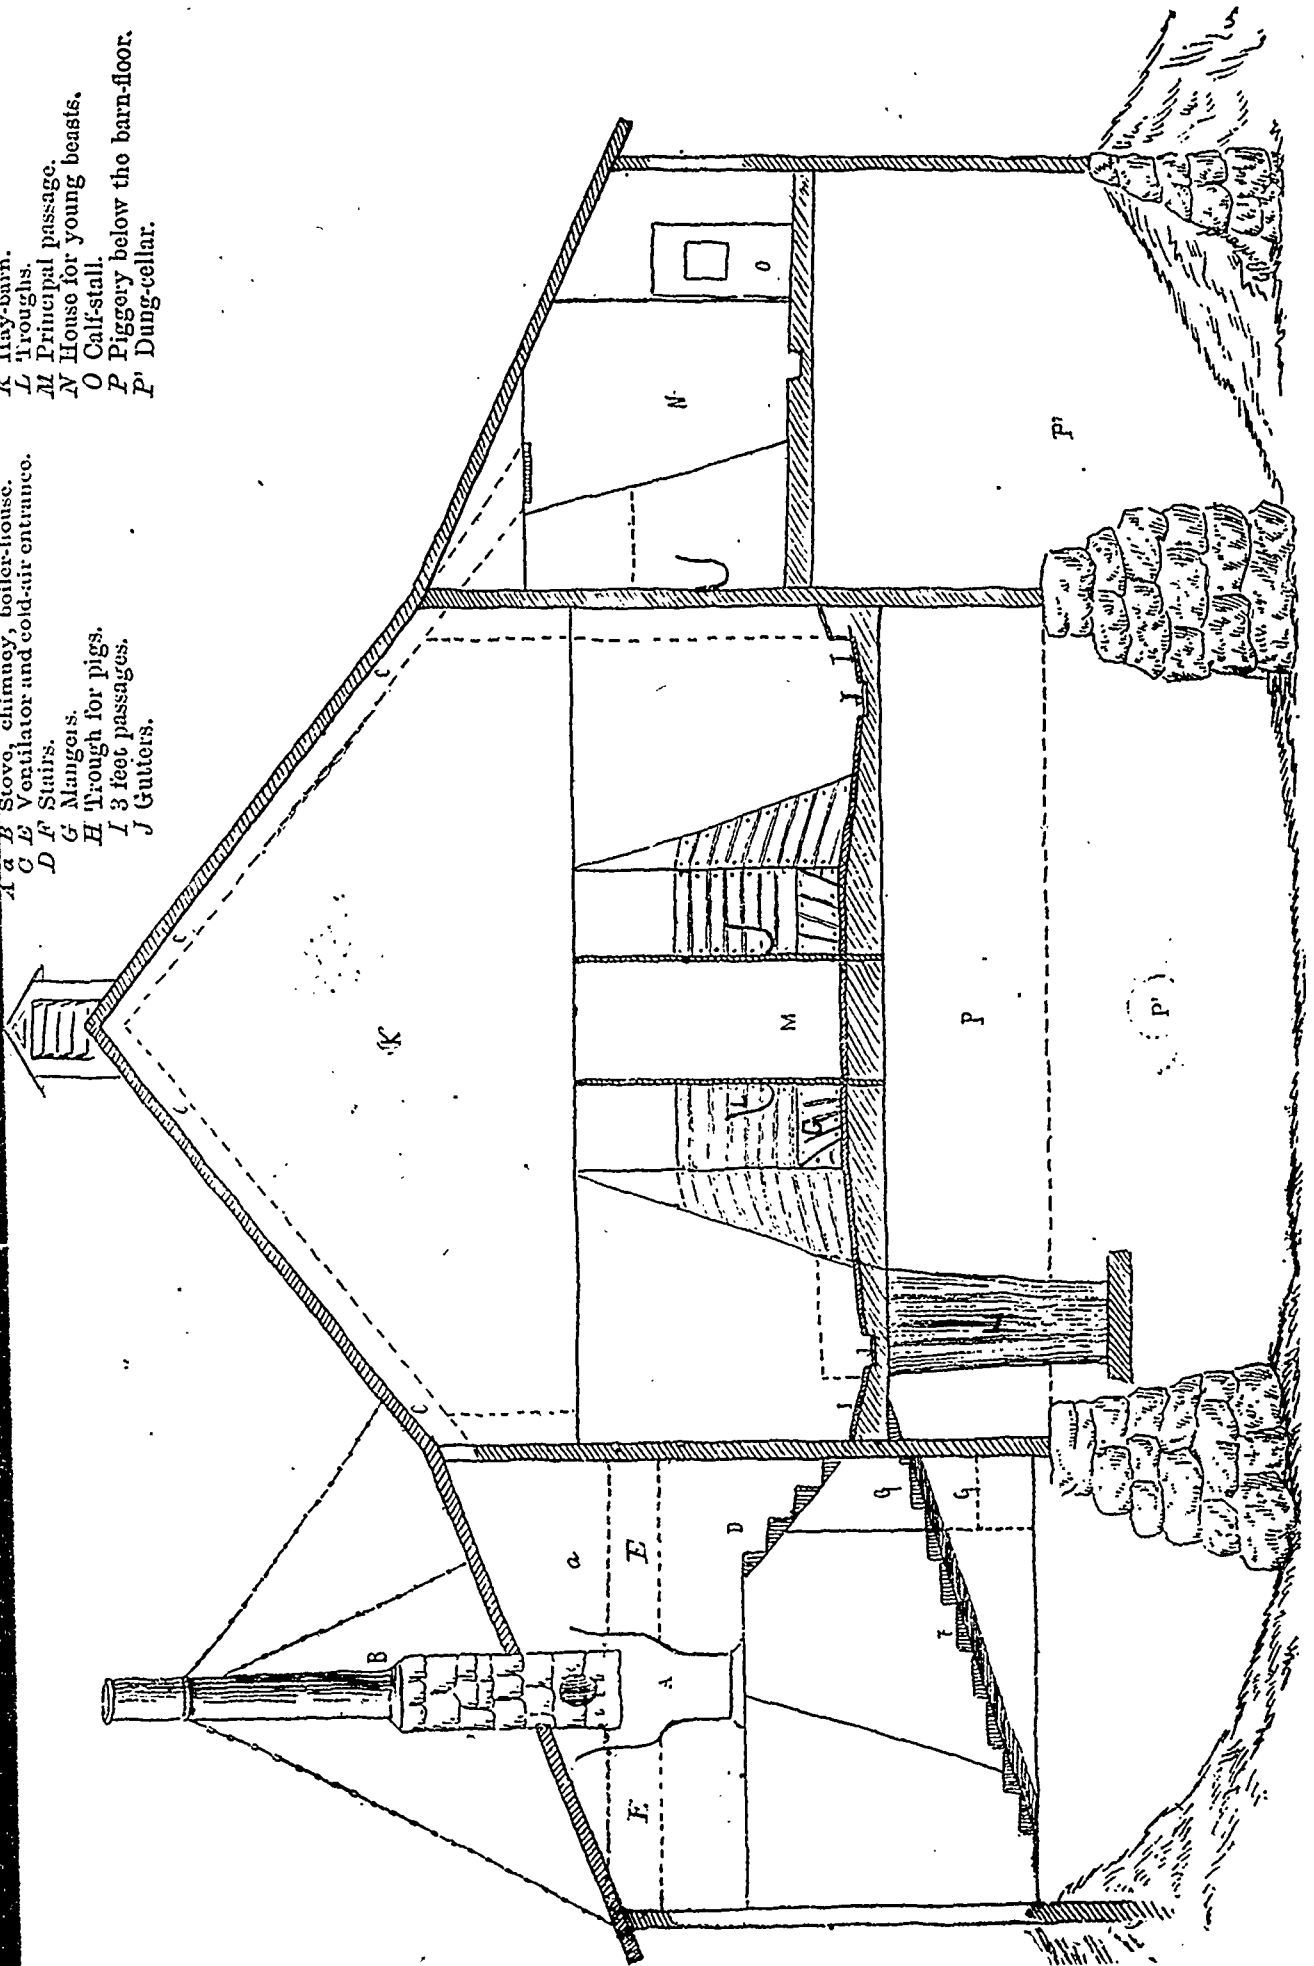 A a B Stove, chimney, boiler-house.
C E Ventilator and cold-air entrance.
D F Stairs.
G Mangers.
H Trough for pigs.
I 3 feet passages.
J Gutters.
K Hay-barn.
L Troughs.
M Principal passage.
N House for young beasts.
O Calf-stall.
P Piggery below the barn-floor.
P' Dung-cellar.
B
a
E
E
A
D
G
G
F
C
C
C
C
K
L
G
M
I
J
I
J
P
P'
N
O
P'